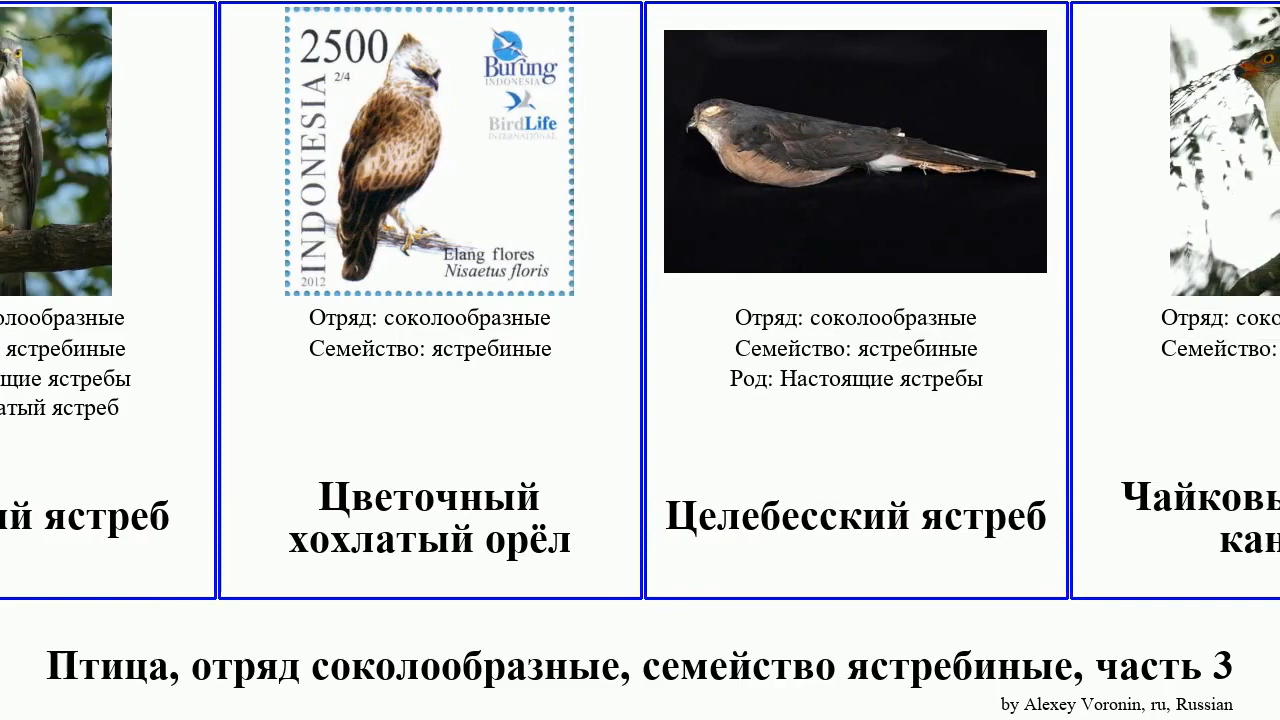 олообразные
ястребиные
щие ястребы
атый ястреб
ий ястреб
2500
2/4
INDONESIA
2012
Burung
INDONESIA
BirdLife
INTERNATIONAL
Elang flores
Nisaetus floris
Отряд: соколообразные
Семейство: ястребиные
Цветочный
хохлатый орёл
Отряд: соколообразные
Семейство: ястребиные
Род: Настоящие ястребы
Целебесский ястреб
Отряд: соко
Семейство:
Чайковы
кан
Птица, отряд соколообразные, семейство ястребиные, часть 3
by Alexey Voronin, ru, Russian